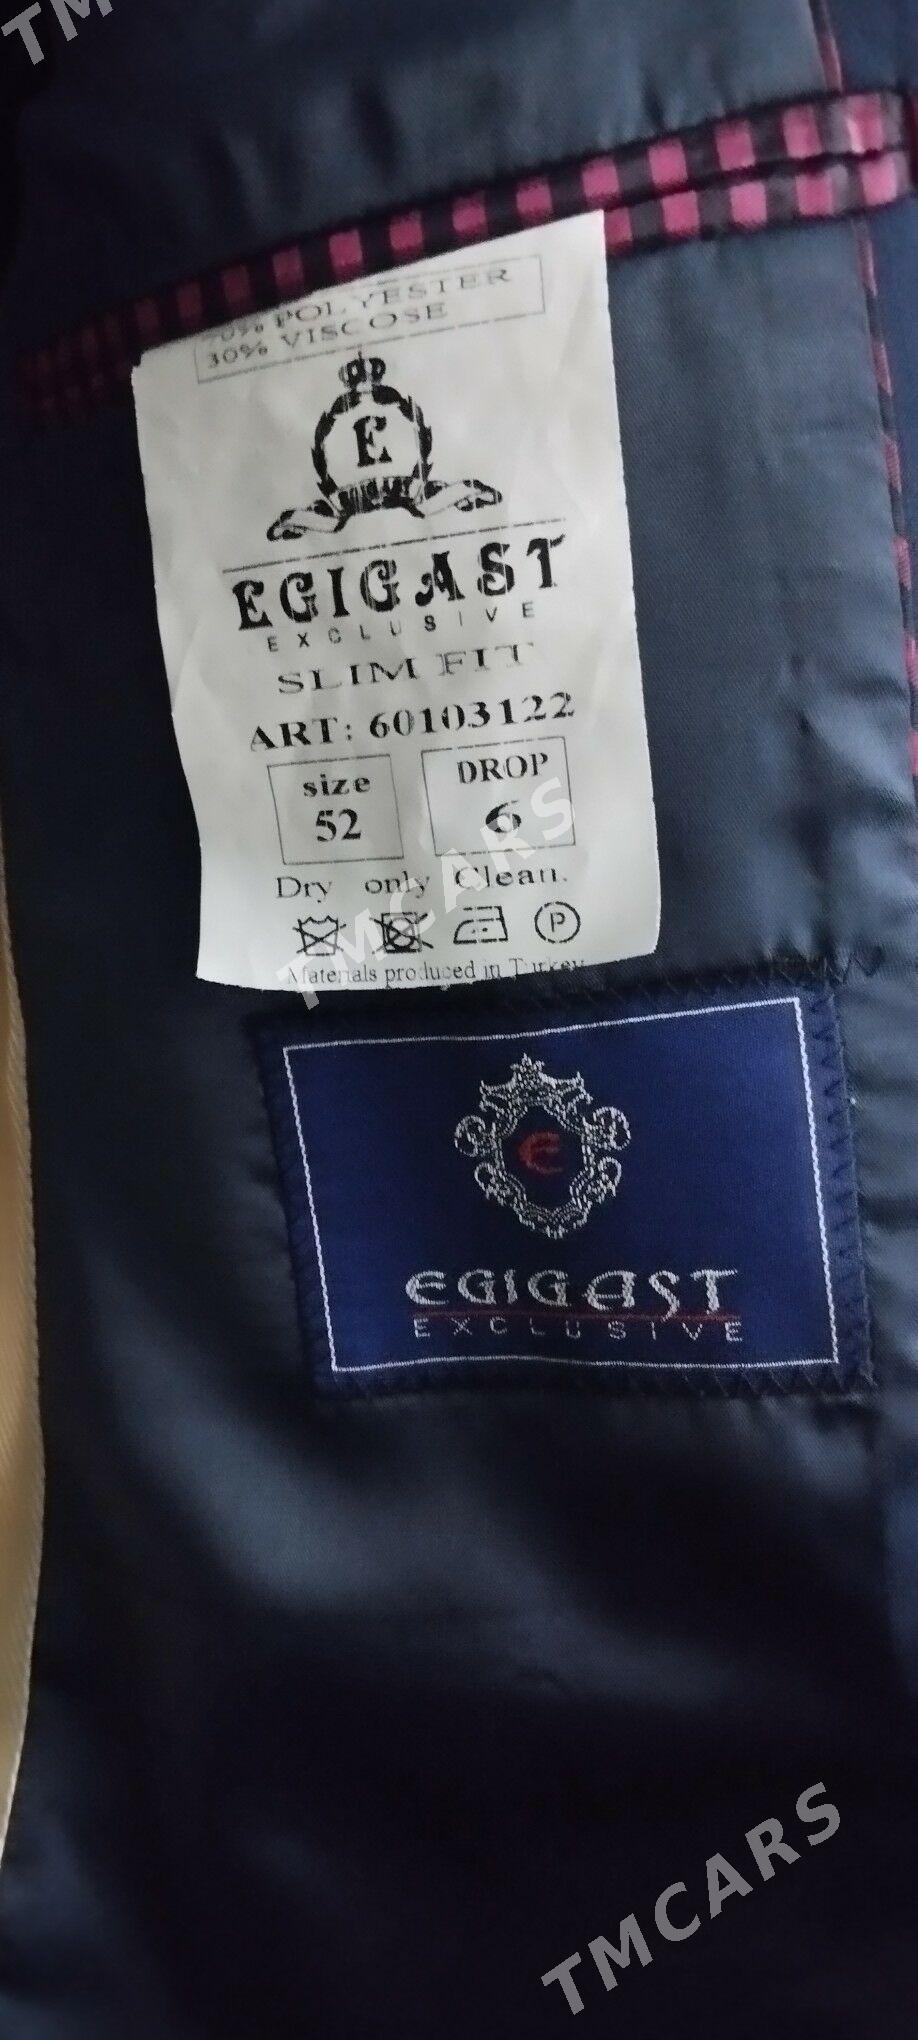 70% POLYESTER
30% VISCOSE
E
EGIGAST
EXCLUSIVE
SLIM FIT
ART: 60103122
size
52
DROP
6
Dry only Clean.
P
Materials produced in Turkey
E
EGIGAST
EXCLUSIVE
TMCARS
TMCARS
TM